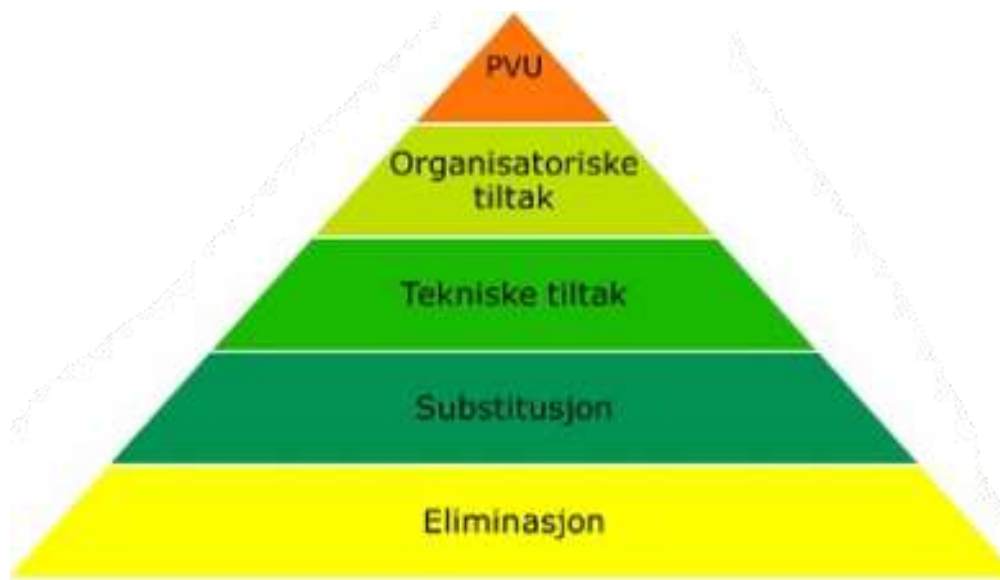 PVU
Organisatoriske
tiltak
Tekniske tiltak
Substitusjon
Eliminasjon